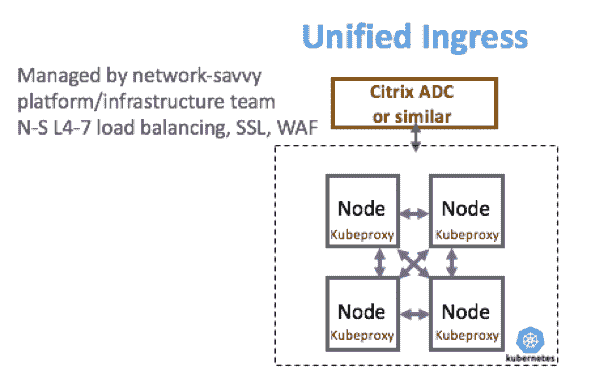 Unified Ingress
Managed by network-savvy
platform/infrastructure team
N-S L4-7 load balancing, SSL, WAF
Citrix ADC
or similar
Node
Kubeproxy
Node
Kubeproxy
Node
Kubeproxy
Node
Kubeproxy
kubernetes